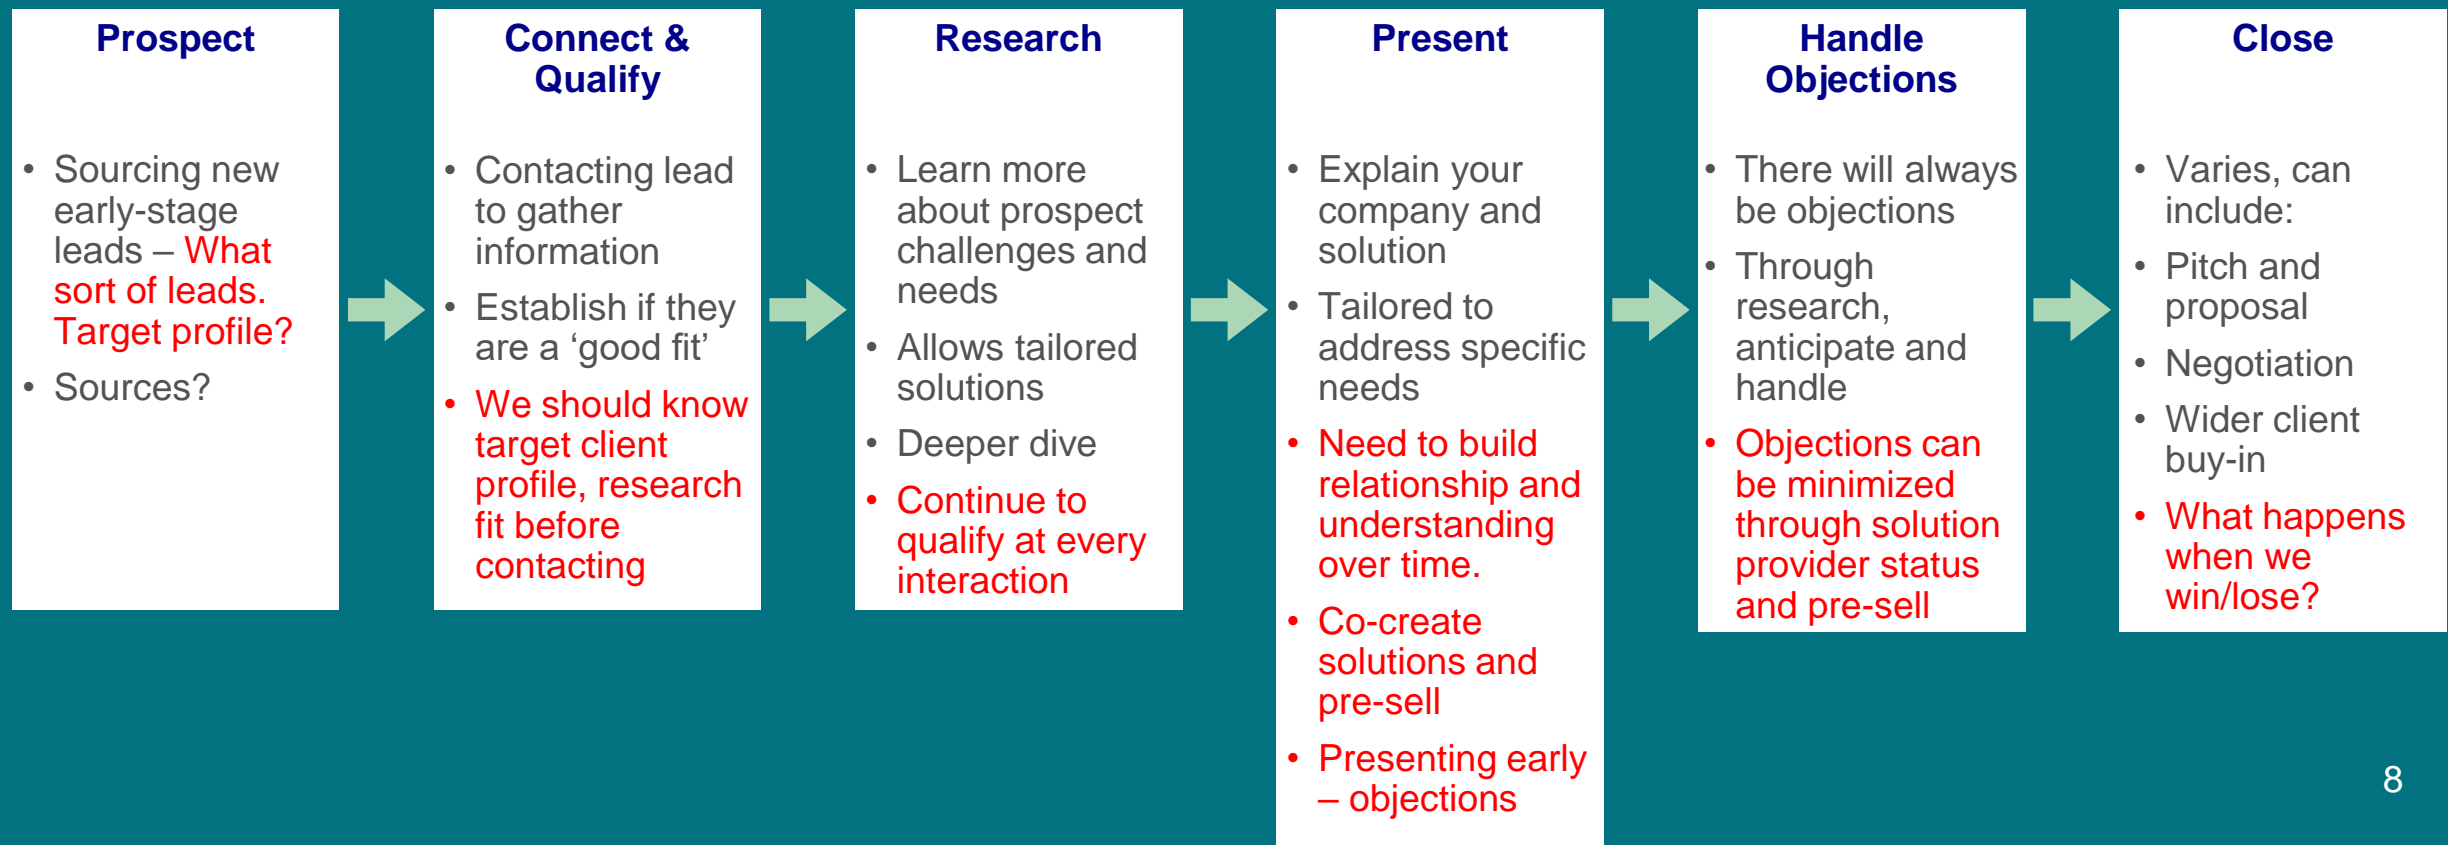 Prospect
• Sourcing new
early-stage
leads – What
sort of leads.
Target profile?
• Sources?
Connect &
Qualify
• Contacting lead
to gather
information
• Establish if they
are a ‘good fit’
• We should know
target client
profile, research
fit before
contacting
Research
• Learn more
about prospect
challenges and
needs
• Allows tailored
solutions
• Deeper dive
• Continue to
qualify at every
interaction
Present
• Explain your
company and
solution
• Tailored to
address specific
needs
• Need to build
relationship and
understanding
over time.
• Co-create
solutions and
pre-sell
• Presenting early
– objections
Handle
Objections
• There will always
be objections
• Through
research,
anticipate and
handle
• Objections can
be minimized
through solution
provider status
and pre-sell
Close
• Varies, can
include:
• Pitch and
proposal
• Negotiation
• Wider client
buy-in
• What happens
when we
win/lose?
8